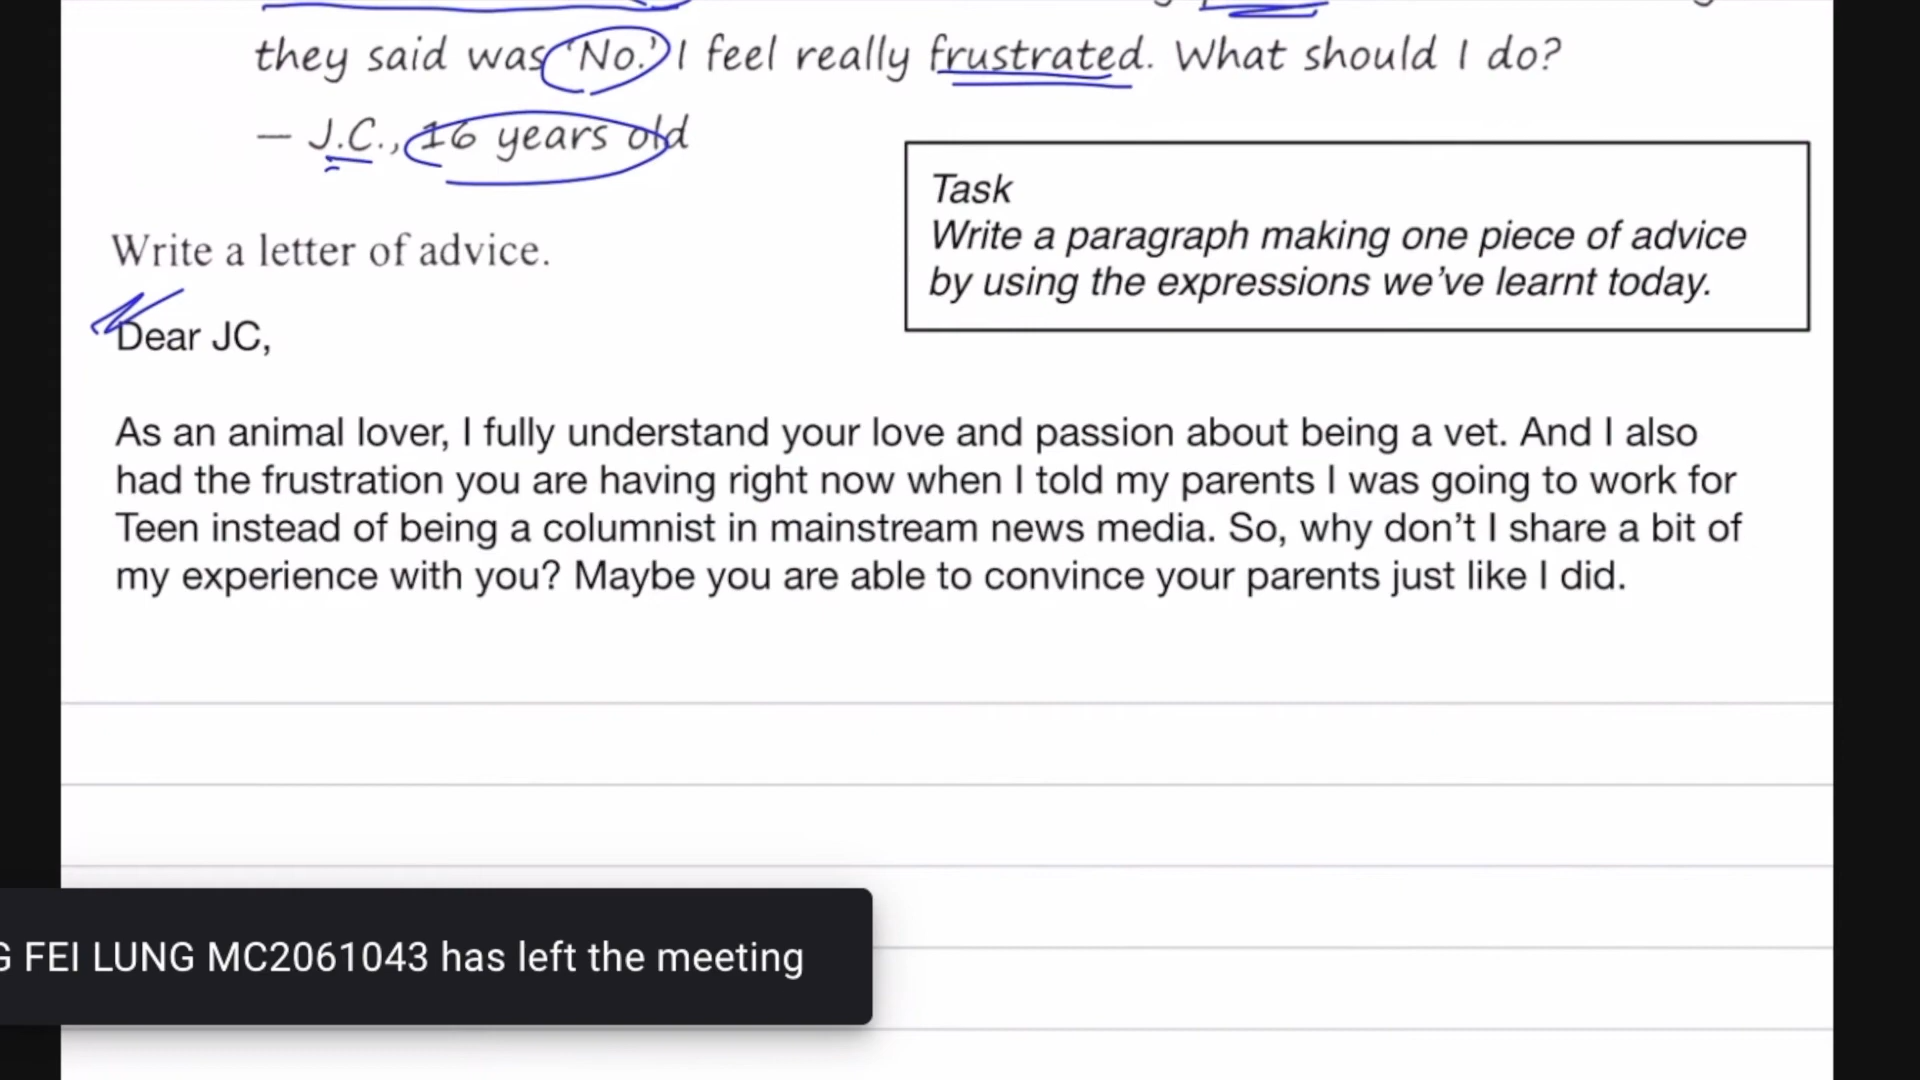 they said was 'No.' I feel really frustrated. What should I do?
— J.C., 16 years old
Task
Write a paragraph making one piece of advice
by using the expressions we've learnt today.
Write a letter of advice.
Dear JC,
As an animal lover, I fully understand your love and passion about being a vet. And I also
had the frustration you are having right now when I told my parents I was going to work for
Teen instead of being a columnist in mainstream news media. So, why don't I share a bit of
my experience with you? Maybe you are able to convince your parents just like I did.
FEI LUNG MC2061043 has left the meeting